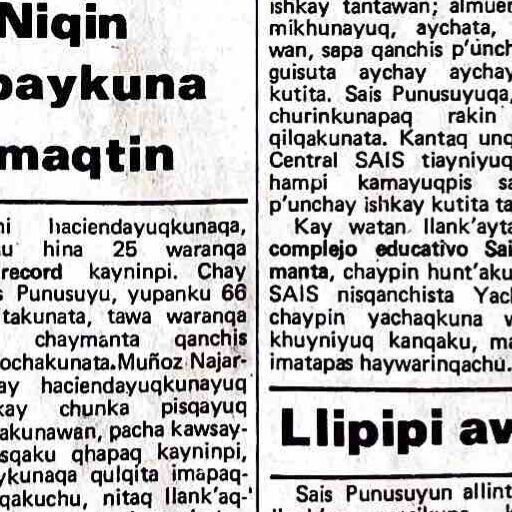 Niqin
paykuna
maqtin
ni haciendayuqkunaqa,
u hina 25 waranqa
record kayninpi. Chay
s Punusuyu, yupanku 66
takunata, tawa waranqa
chaymanta qanchis
ochakunata. Muñoz Najar-
ay haciendayuqkunayuq
kay chunka pisqayuq
akunawan, pacha kawsay-
sqaku qhapaq kayninpi,
ykunaqa qulqita imapaq-
qakuchu, nitaq llank'aq-
ishkay tantawan; almuer
mikhunayuq, aychata,
wan, sapa qanchis p'unch
guisuta aychay aychay
kutita. Sais Punusuyuqa,
churinkunapaq rakin
qilqakunata. Kantaq unq
Central SAIS tiayniyuq
hampi kamayuqpis sa
p'unchay ishkay kutita ta
Kay watan llank'ayta
complejo educativo Sai
manta, chaypin hunt'aku
SAIS nisqanchista Yach
chaypin yachaqkuna w
khuyniyuq kanqaku, ma
imatapas haywarinqachu.
Llipipi aw
Sais Punusuyun allint